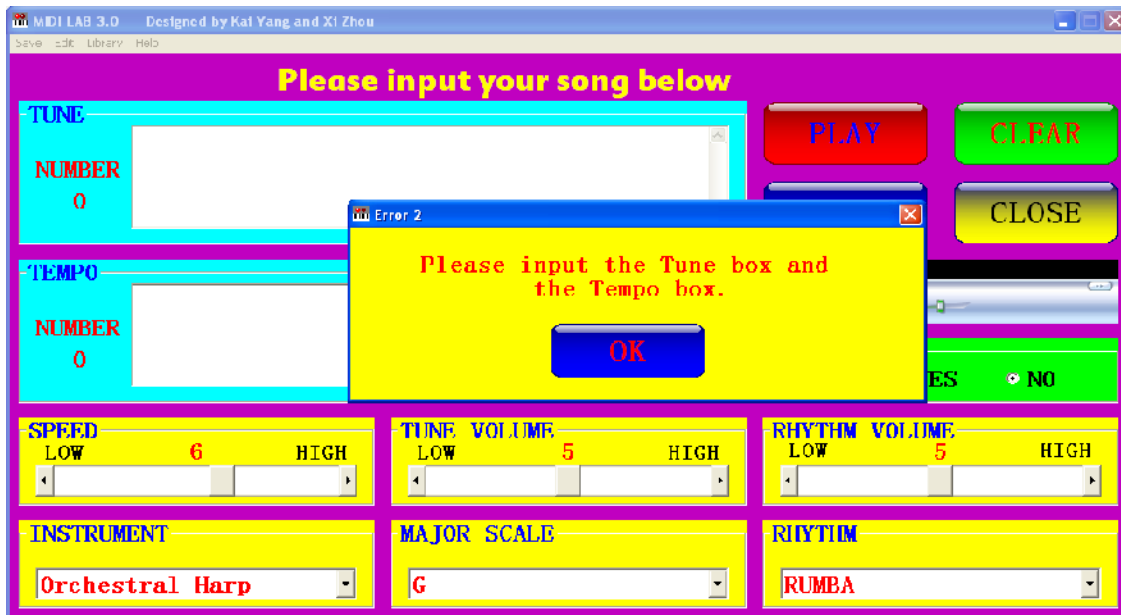 MIDI LAB 3.0 Designed by Kai Yang and Xi Zhou
Save Edit Library Help
Please input your song below
TUNE
NUMBER
0
PLAY
CLEAR
CLOSE
Error 2
Please input the Tune box and
the Tempo box.
OK
TEMPO
NUMBER
0
ES
NO
SPEED
LOW 6 HIGH
TUNE VOLUME
LOW 5 HIGH
RHYTHM VOLUME
LOW 5 HIGH
INSTRUMENT
Orchestral Harp
MAJOR SCALE
G
RHYTHM
RUMBA